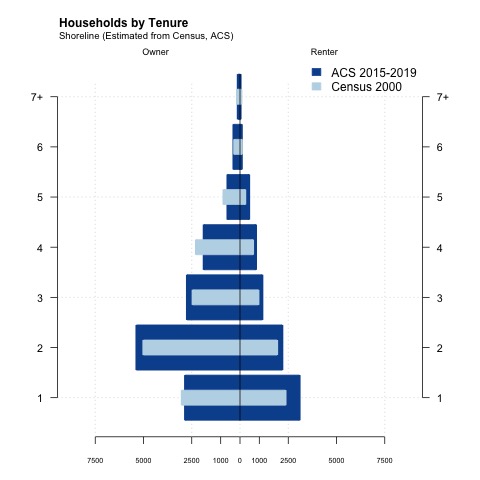 Households by Tenure
Shoreline (Estimated from Census, ACS)
Owner Renter
ACS 2015-2019
Census 2000
7+ 7+
6 6
5 5
4 4
3 3
2 2
1 1
7500 5000 2500 1000 0 1000 2500 5000 7500